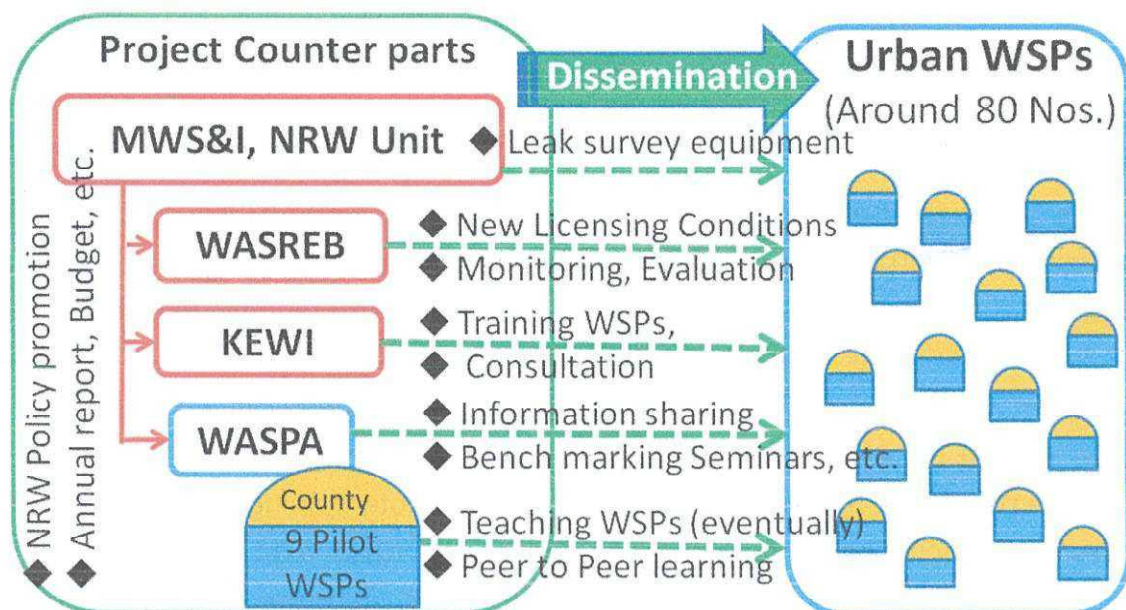 Project Counter parts
Dissemination
Urban WSPs
(Around 80 Nos.)
MWS&I, NRW Unit
◆ Leak survey equipment
WASREB
◆ New Licensing Conditions
◆ Monitoring, Evaluation
KEWI
◆ Training WSPs,
◆ Consultation
WASPA
◆ Information sharing
◆ Bench marking Seminars, etc.
County
9 Pilot
WSPs
◆ Teaching WSPs (eventually)
◆ Peer to Peer learning
◆ NRW Policy promotion
◆ Annual report, Budget, etc.